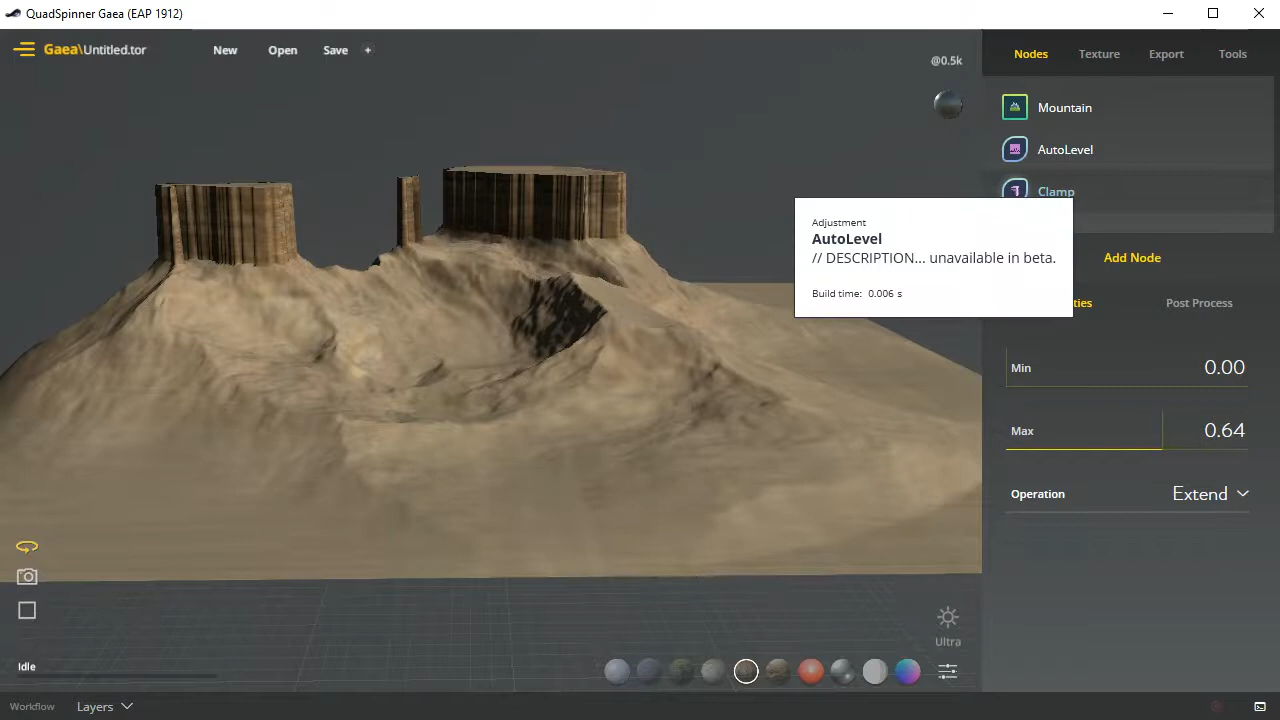 QuadSpinner Gaea (EAP 1912)
Gaea\Untitled.tor
New
Open
Save
+
@0.5k
Nodes
Texture
Export
Tools
Mountain
AutoLevel
Clamp
Adjustment
AutoLevel
// DESCRIPTION... unavailable in beta.
Build time: 0.006 s
Add Node
ties
Post Process
Min
0.00
Max
0.64
Operation
Extend
Ultra
Idle
Workflow
Layers